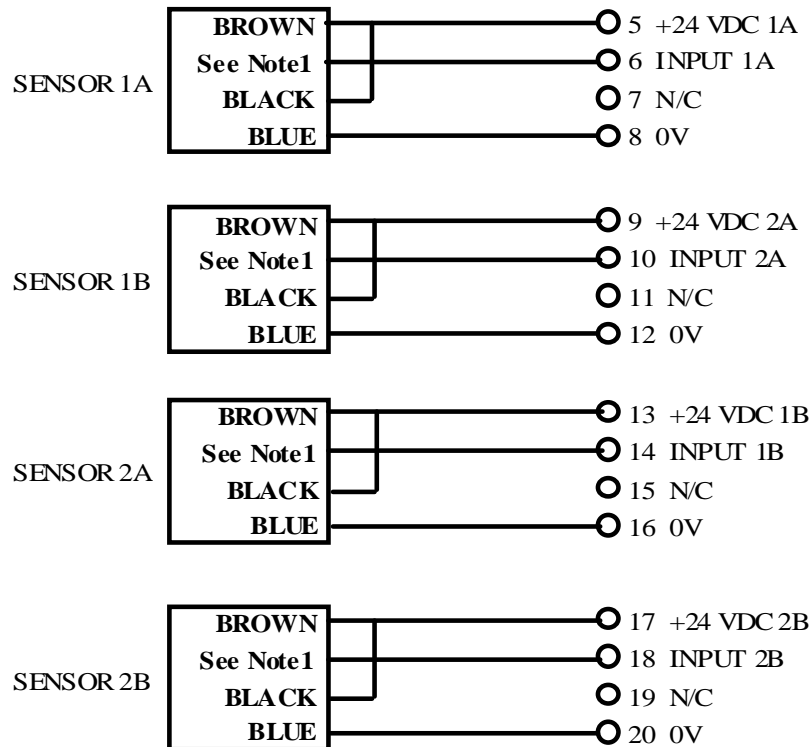 BROWN 5 +24 VDC 1A
See Note1 6 INPUT 1A
SENSOR 1A
BLACK 7 N/C
BLUE 8 0V
BROWN 9 +24 VDC 2A
See Note1 10 INPUT 2A
SENSOR 1B
BLACK 11 N/C
BLUE 12 0V
BROWN 13 +24 VDC 1B
See Note1 14 INPUT 1B
SENSOR 2A
BLACK 15 N/C
BLUE 16 0V
BROWN 17 +24 VDC 2B
See Note1 18 INPUT 2B
SENSOR 2B
BLACK 19 N/C
BLUE 20 0V